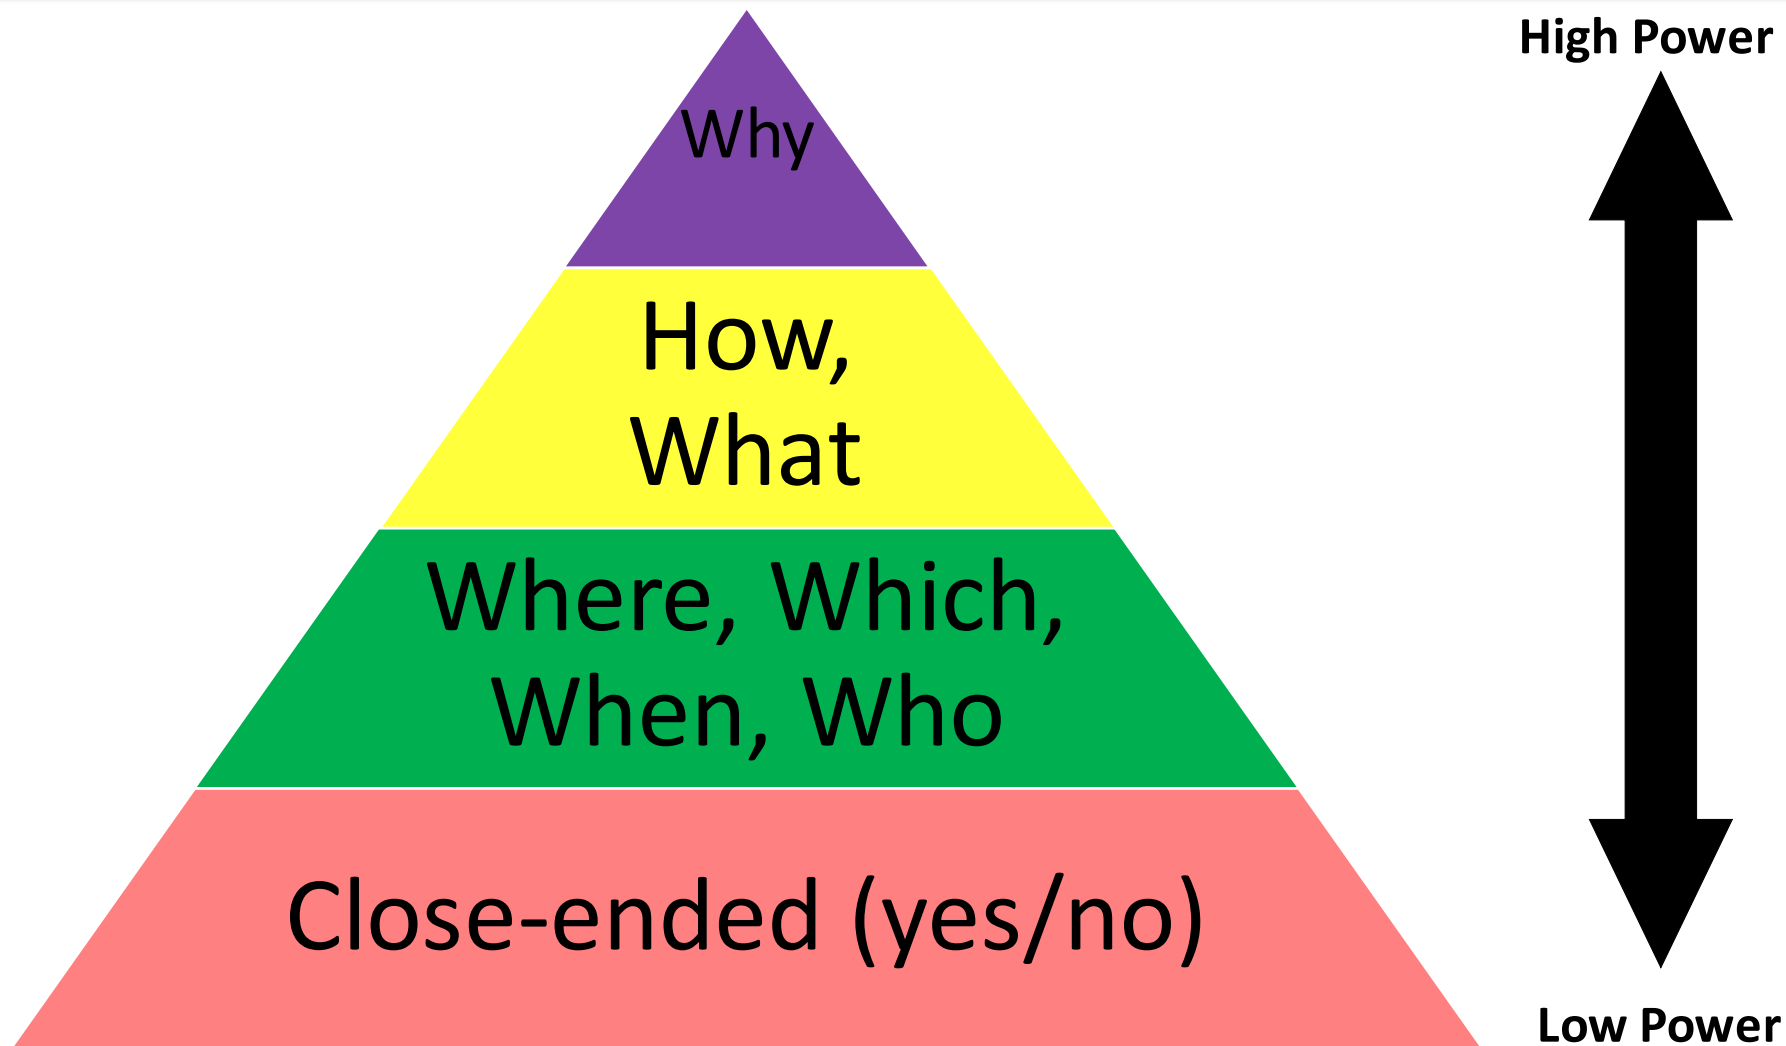 High Power
Why
How,
What
Where, Which,
When, Who
Close-ended (yes/no)
Low Power